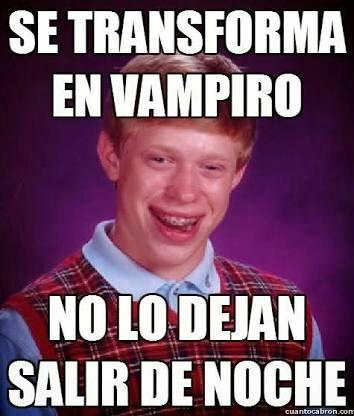 SE TRANSFORMA
EN VAMPIRO
NO LO DEJAN
SALIR DE NOCHE
cuantocabron.com